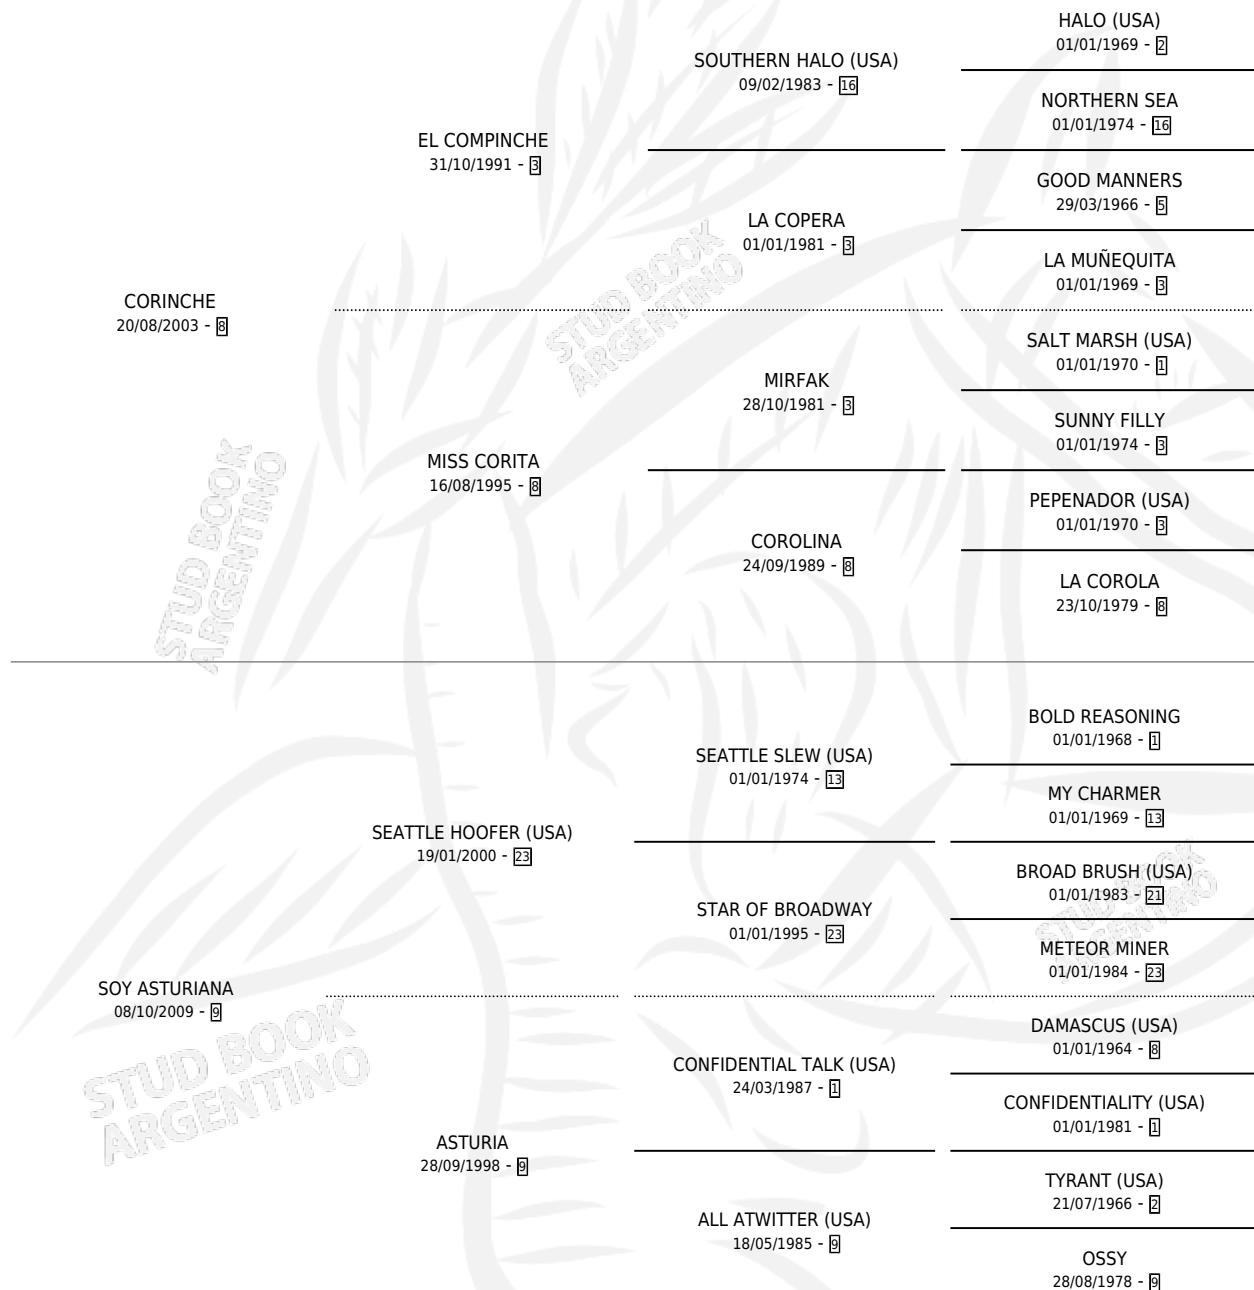 HALO (USA)
01/01/1969 - 2
SOUTHERN HALO (USA)
09/02/1983 - 16
NORTHERN SEA
01/01/1974 - 16
EL COMPINCHE
31/10/1991 - 3
GOOD MANNERS
29/03/1966 - 5
LA COPERA
01/01/1981 - 3
LA MUÑEQUITA
01/01/1969 - 3
CORINCHE
20/08/2003 - 8
STUD BOOK
ARGENTINO
SALT MARSH (USA)
01/01/1970 - 1
MIRFAK
28/10/1981 - 3
SUNNY FILLY
01/01/1974 - 3
MISS CORITA
16/08/1995 - 8
PEPENADOR (USA)
01/01/1970 - 3
COROLINA
24/09/1989 - 8
LA COROLA
23/10/1979 - 8
STUD BOOK
ARGENTINO
BOLD REASONING
01/01/1968 - 1
SEATTLE SLEW (USA)
01/01/1974 - 13
MY CHARMER
01/01/1969 - 13
SEATTLE HOOFER (USA)
19/01/2000 - 23
BROAD BRUSH (USA)
01/01/1983 - 21
STAR OF BROADWAY
01/01/1995 - 23
STUD BOOK
ARGENTINO
METEOR MINER
01/01/1984 - 23
SOY ASTURIANA
08/10/2009 - 9
STUD BOOK
ARGENTINO
DAMASCUS (USA)
01/01/1964 - 8
CONFIDENTIAL TALK (USA)
24/03/1987 - 1
CONFIDENTIALITY (USA)
01/01/1981 - 1
ASTURIA
28/09/1998 - 9
TYRANT (USA)
21/07/1966 - 2
ALL ATWITTER (USA)
18/05/1985 - 9
OSSY
28/08/1978 - 9